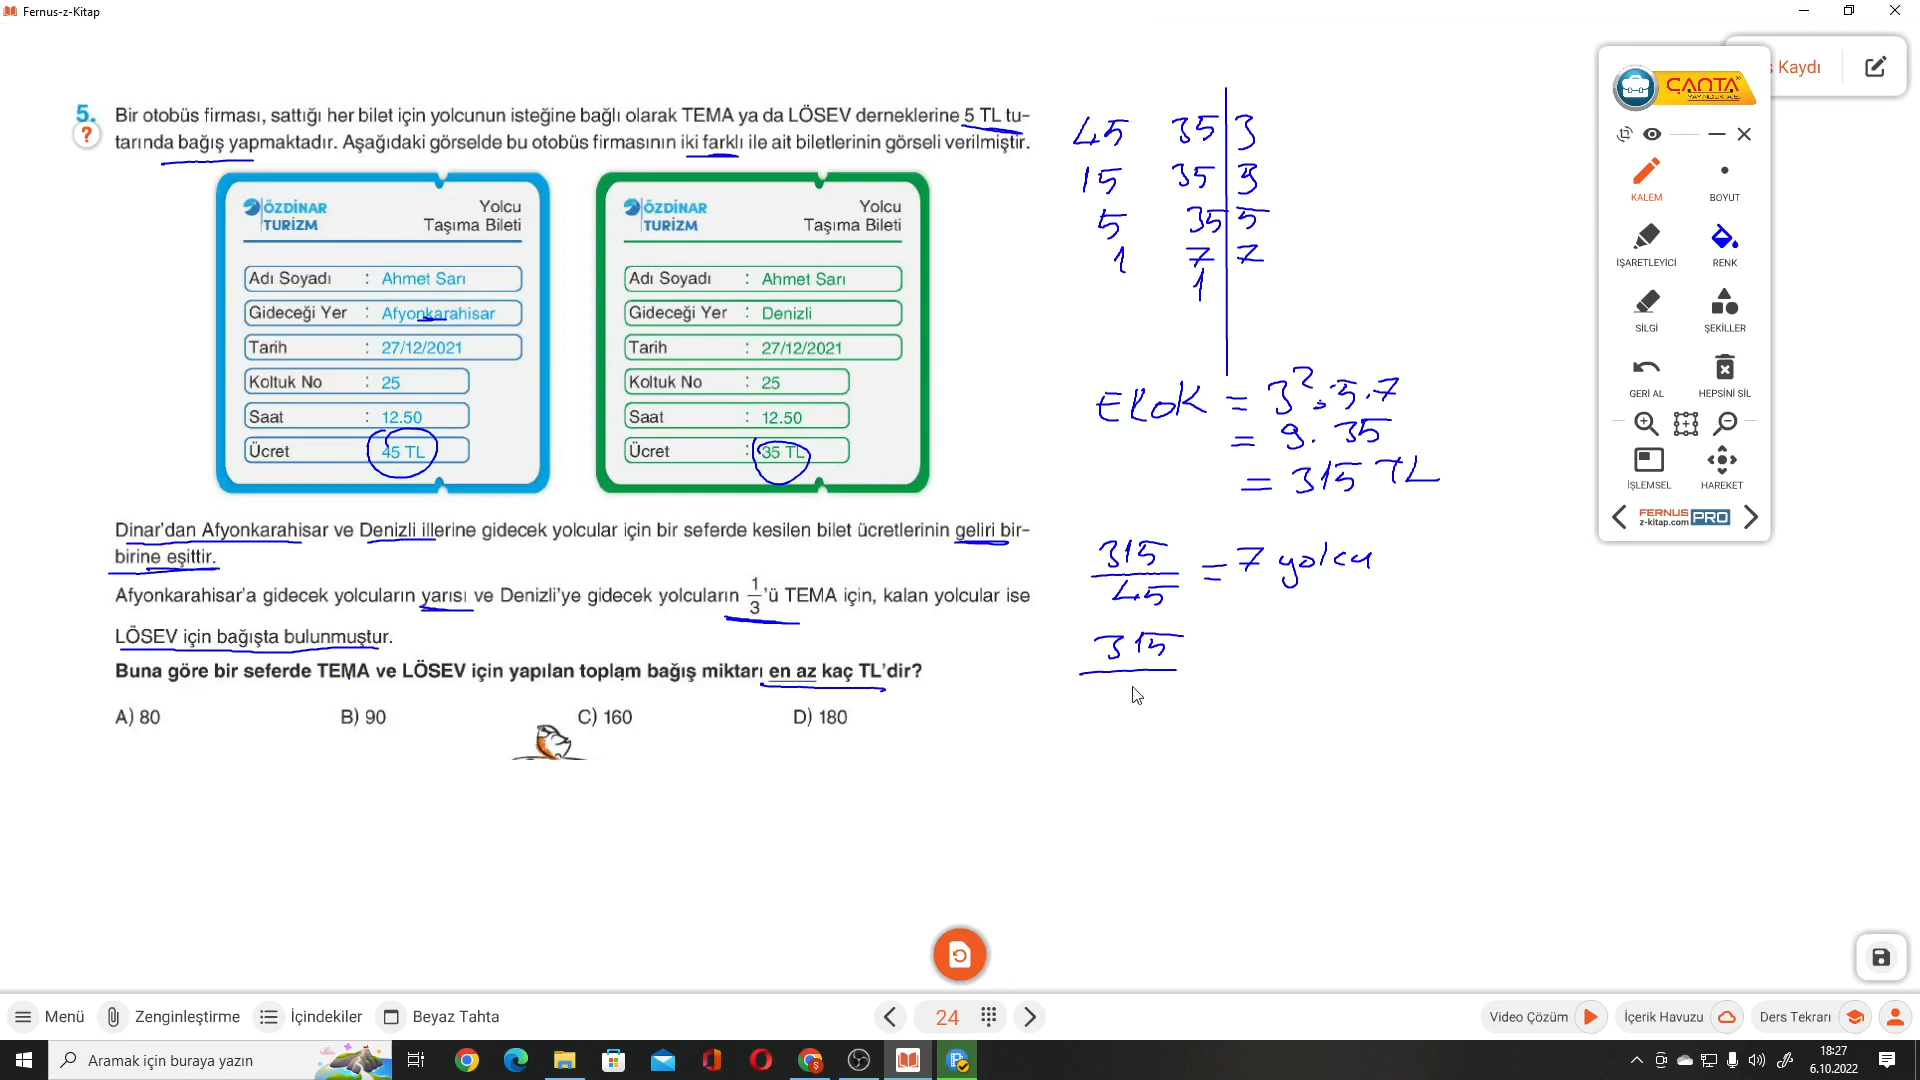 Fernus-z-Kitap
5.
?
Bir otobüs firması, sattığı her bilet için yolcunun isteğine bağlı olarak TEMA ya da LÖSEV derneklerine 5 TL tu-
tarında bağış yapmaktadır. Aşağıdaki görselde bu otobüs firmasının iki farklı ile ait biletlerinin görseli verilmiştir.
ÖZDİNAR
TURİZM
Yolcu
Taşıma Bileti
Adı Soyadı : Ahmet Sarı
Gideceği Yer : Afyonkarahisar
Tarih : 27/12/2021
Koltuk No : 25
Saat : 12.50
Ücret : 45 TL
ÖZDİNAR
TURİZM
Yolcu
Taşıma Bileti
Adı Soyadı : Ahmet Sarı
Gideceği Yer : Denizli
Tarih : 27/12/2021
Koltuk No : 25
Saat : 12.50
Ücret : 35 TL
Dinar'dan Afyonkarahisar ve Denizli illerine gidecek yolcular için bir seferde kesilen bilet ücretlerinin geliri bir-
birine eşittir.
Afyonkarahisar'a gidecek yolcuların yarısı ve Denizli'ye gidecek yolcuların 1/3'ü TEMA için, kalan yolcular ise
LÖSEV için bağışta bulunmuştur.
Buna göre bir seferde TEMA ve LÖSEV için yapılan toplam bağış miktarı en az kaç TL'dir?
A) 80 B) 90 C) 160 D) 180
45 35 3
15 35 3
5 35 5
1 7 7
1
EKOK = 3².5.7
= 9. 35
= 315 TL
315/45 = 7 yolcu
315
Kaydı
ÇANTA
KALEM BOYUT
İŞARETLEYİCİ RENK
SİLGİ ŞEKİLLER
GERİ AL HEPSİNİ SİL
İŞLEMSEL HAREKET
FERNUS
z-kitap.com PRO
Menü Zenginleştirme İçindekiler Beyaz Tahta 24 Video Çözüm İçerik Havuzu Ders Tekrarı
Aramak için buraya yazın
18:27
6.10.2022